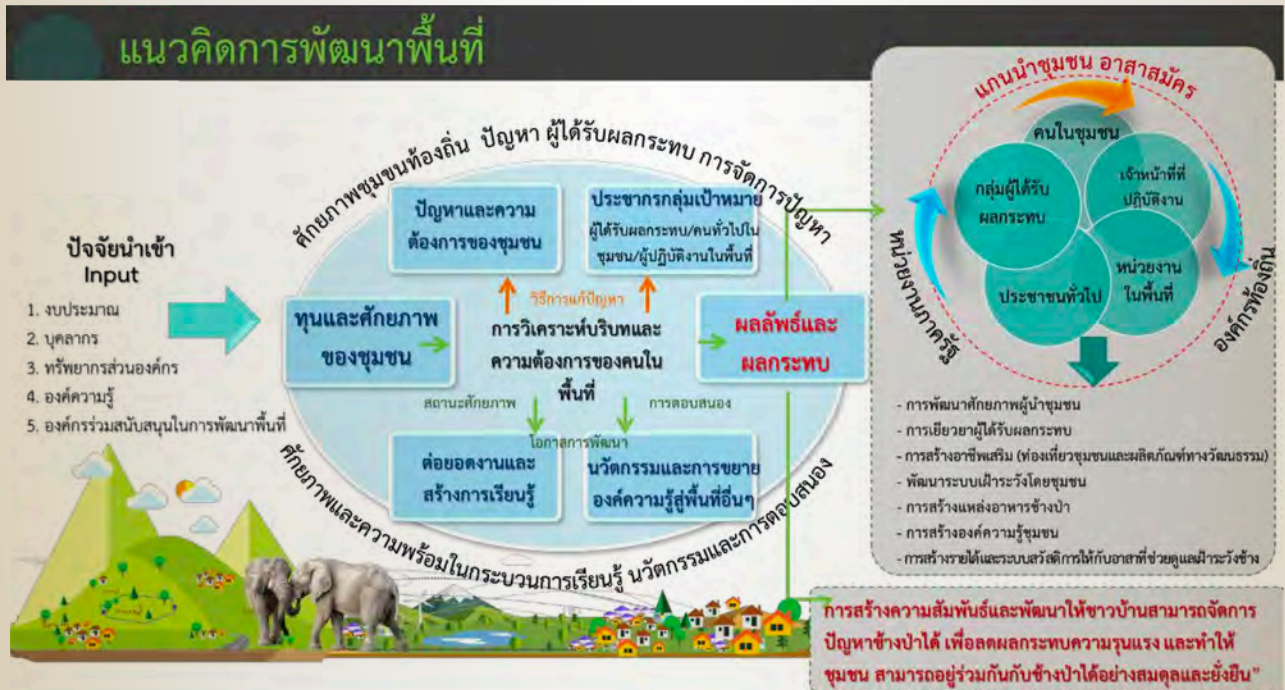 แนวคิดการพัฒนาพื้นที่
ปัจจัยนำเข้า
Input
1. งบประมาณ
2. บุคลากร
3. ทรัพยากรส่วนองค์กร
4. องค์ความรู้
5. องค์กรร่วมสนับสนุนในการพัฒนาพื้นที่
ศักยภาพชุมชนท้องถิ่น ปัญหา ผู้ได้รับผลกระทบ การจัดการปัญหา
ปัญหาและความ
ต้องการของชุมชน
ประชากรกลุ่มเป้าหมาย
ผู้ได้รับผลกระทบ/คนทั่วไปใน
ชุมชน/ผู้ปฏิบัติงานในพื้นที่
วิธีการแก้ปัญหา
ทุนและศักยภาพ
ของชุมชน
การวิเคราะห์บริบทและ
ความต้องการของคนใน
พื้นที่
ผลลัพธ์และ
ผลกระทบ
สถานะศักยภาพ
การตอบสนอง
โอกาสการพัฒนา
ต่อยอดงานและ
สร้างการเรียนรู้
นวัตกรรมและการขยาย
องค์ความรู้สู่พื้นที่อื่นๆ
ศักยภาพและความพร้อมในกระบวนการเรียนรู้ นวัตกรรมและการตอบสนอง
แกนนำชุมชน อาสาสมัคร
คนในชุมชน
กลุ่มผู้ได้รับ
ผลกระทบ
เจ้าหน้าที่ที่
ปฏิบัติงาน
ประชาชนทั่วไป
หน่วยงาน
ในพื้นที่
หน่วยงานภาครัฐ
องค์กรท้องถิ่น
- การพัฒนาศักยภาพผู้นำชุมชน
- การเยียวยาผู้ได้รับผลกระทบ
- การสร้างอาชีพเสริม (ท่องเที่ยวชุมชนและผลิตภัณฑ์ทางวัฒนธรรม)
- พัฒนาระบบเฝ้าระวังโดยชุมชน
- การสร้างแหล่งอาหารช้างป่า
- การสร้างองค์ความรู้ชุมชน
- การสร้างรายได้และระบบสวัสดิการให้กับอาสาที่ช่วยดูแลเฝ้าระวังช้าง
การสร้างความสัมพันธ์และพัฒนาให้ชาวบ้านสามารถจัดการ
ปัญหาช้างป่าได้ เพื่อลดผลกระทบความรุนแรง และทำให้
ชุมชน สามารถอยู่ร่วมกันกับช้างป่าได้อย่างสมดุลและยั่งยืน"